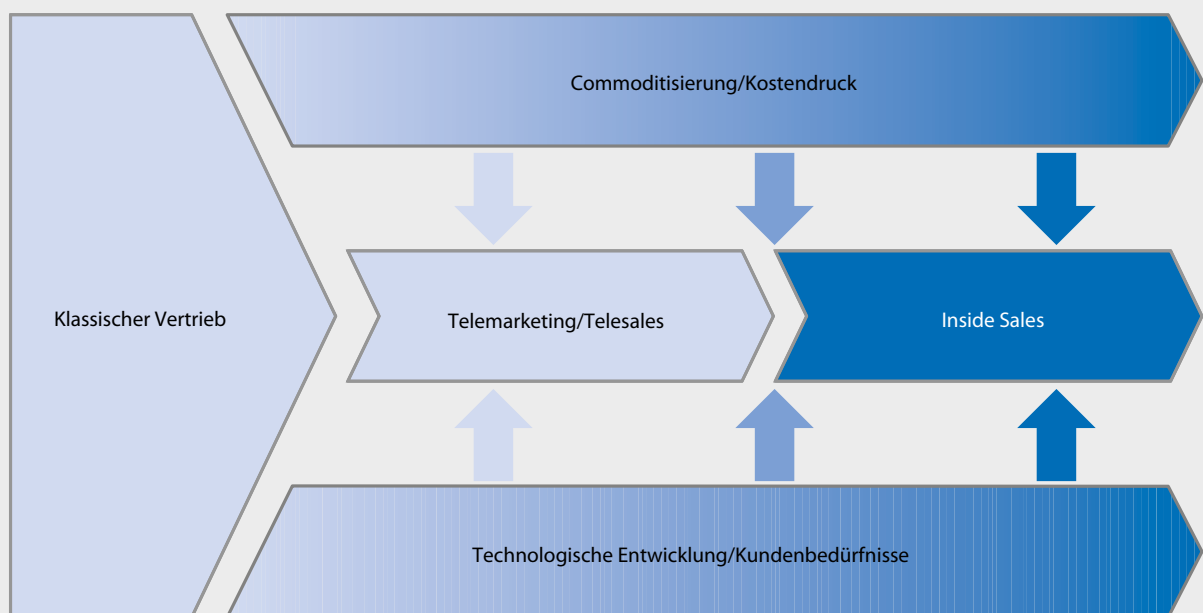 Commoditisierung/Kostendruck
Klassischer Vertrieb
Telemarketing/Telesales
Inside Sales
Technologische Entwicklung/Kundenbedürfnisse